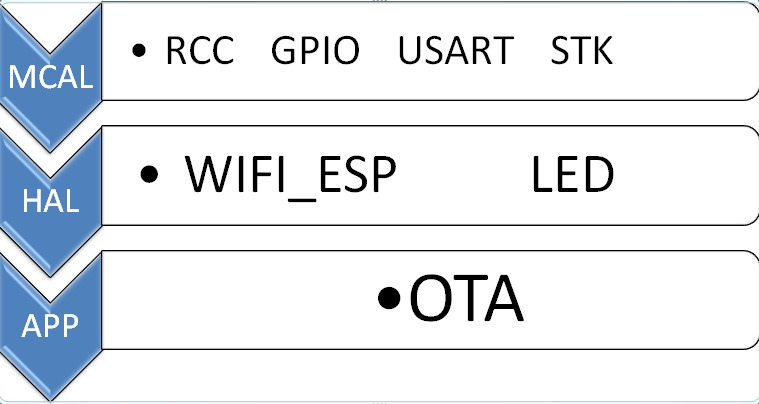 MCAL
• RCC GPIO USART STK
HAL
• WIFI_ESP LED
APP
•OTA